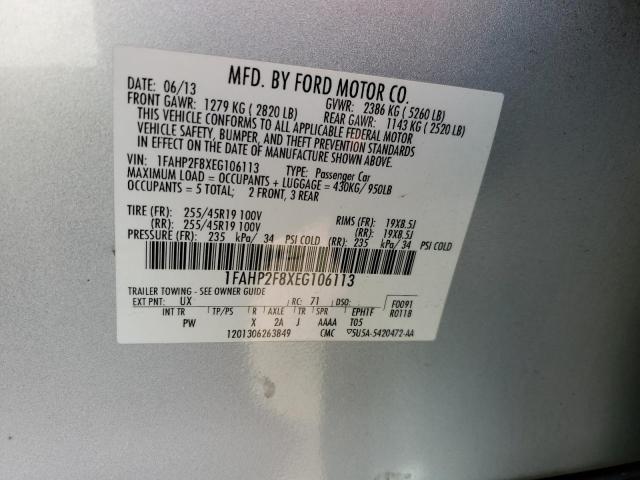 MFD. BY FORD MOTOR CO.
DATE: 06/13 GVWR: 2386 KG ( 5260 LB)
FRONT GAWR: 1279 KG ( 2820 LB) REAR GAWR: 1143 KG ( 2520 LB)
THIS VEHICLE CONFORMS TO ALL APPLICABLE FEDERAL MOTOR
VEHICLE SAFETY, BUMPER, AND THEFT PREVENTION STANDARDS
IN EFFECT ON THE DATE OF MANUFACTURE SHOWN ABOVE.
VIN: 1FAHP2F8XEG106113 TYPE: Passenger Car
MAXIMUM LOAD = OCCUPANTS + LUGGAGE = 430KG/950LB
OCCUPANTS = 5 TOTAL; 2 FRONT, 3 REAR
TIRE (FR): 255/45R19 100V RIMS (FR): 19X8.5J
(RR): 255/45R19 100V (RR): 19X8.5J
PRESSURE (FR): 235 kPa/ 34 PSI COLD (RR): 235 kPa/34 PSI COLD
1FAHP2F8XEG106113
TRAILER TOWING - SEE OWNER GUIDE
EXT PNT: UX RC: 71 DSO: F0091
INT TR TP/PS R AXLE TR SPR EPH1F R0118
PW X 2A J AAAA T05
1201306263849 CMC 5U5A-5420472-AA